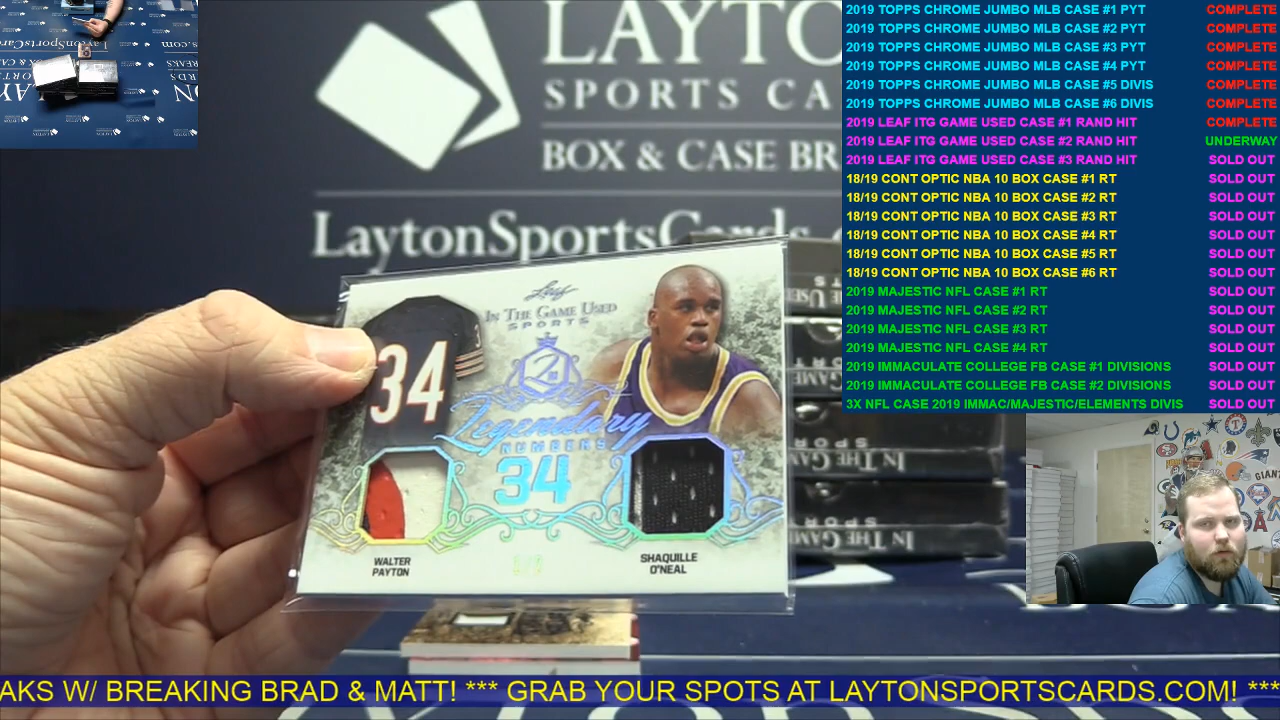 LAYTO
SPORTS CA
BOX & CASE BR
LaytonSportsCards.c
Leaf
IN THE GAME USED
SPORTS
Legendary
NUMBERS
34
34
WALTER
PAYTON
SHAQUILLE
O'NEAL
IN THE GAME
SPOR
IN THE GAM
SPO
2019 TOPPS CHROME JUMBO MLB CASE #1 PYT COMPLETE
2019 TOPPS CHROME JUMBO MLB CASE #2 PYT COMPLETE
2019 TOPPS CHROME JUMBO MLB CASE #3 PYT COMPLETE
2019 TOPPS CHROME JUMBO MLB CASE #4 PYT COMPLETE
2019 TOPPS CHROME JUMBO MLB CASE #5 DIVIS COMPLETE
2019 TOPPS CHROME JUMBO MLB CASE #6 DIVIS COMPLETE
2019 LEAF ITG GAME USED CASE #1 RAND HIT COMPLETE
2019 LEAF ITG GAME USED CASE #2 RAND HIT UNDERWAY
2019 LEAF ITG GAME USED CASE #3 RAND HIT SOLD OUT
18/19 CONT OPTIC NBA 10 BOX CASE #1 RT SOLD OUT
18/19 CONT OPTIC NBA 10 BOX CASE #2 RT SOLD OUT
18/19 CONT OPTIC NBA 10 BOX CASE #3 RT SOLD OUT
18/19 CONT OPTIC NBA 10 BOX CASE #4 RT SOLD OUT
18/19 CONT OPTIC NBA 10 BOX CASE #5 RT SOLD OUT
18/19 CONT OPTIC NBA 10 BOX CASE #6 RT SOLD OUT
2019 MAJESTIC NFL CASE #1 RT SOLD OUT
2019 MAJESTIC NFL CASE #2 RT SOLD OUT
2019 MAJESTIC NFL CASE #3 RT SOLD OUT
2019 MAJESTIC NFL CASE #4 RT SOLD OUT
2019 IMMACULATE COLLEGE FB CASE #1 DIVISIONS SOLD OUT
2019 IMMACULATE COLLEGE FB CASE #2 DIVISIONS SOLD OUT
3X NFL CASE 2019 IMMAC/MAJESTIC/ELEMENTS DIVIS SOLD OUT
GIANTS
AKS W/ BREAKING BRAD & MATT! *** GRAB YOUR SPOTS AT LAYTONSPORTSCARDS.COM! ***